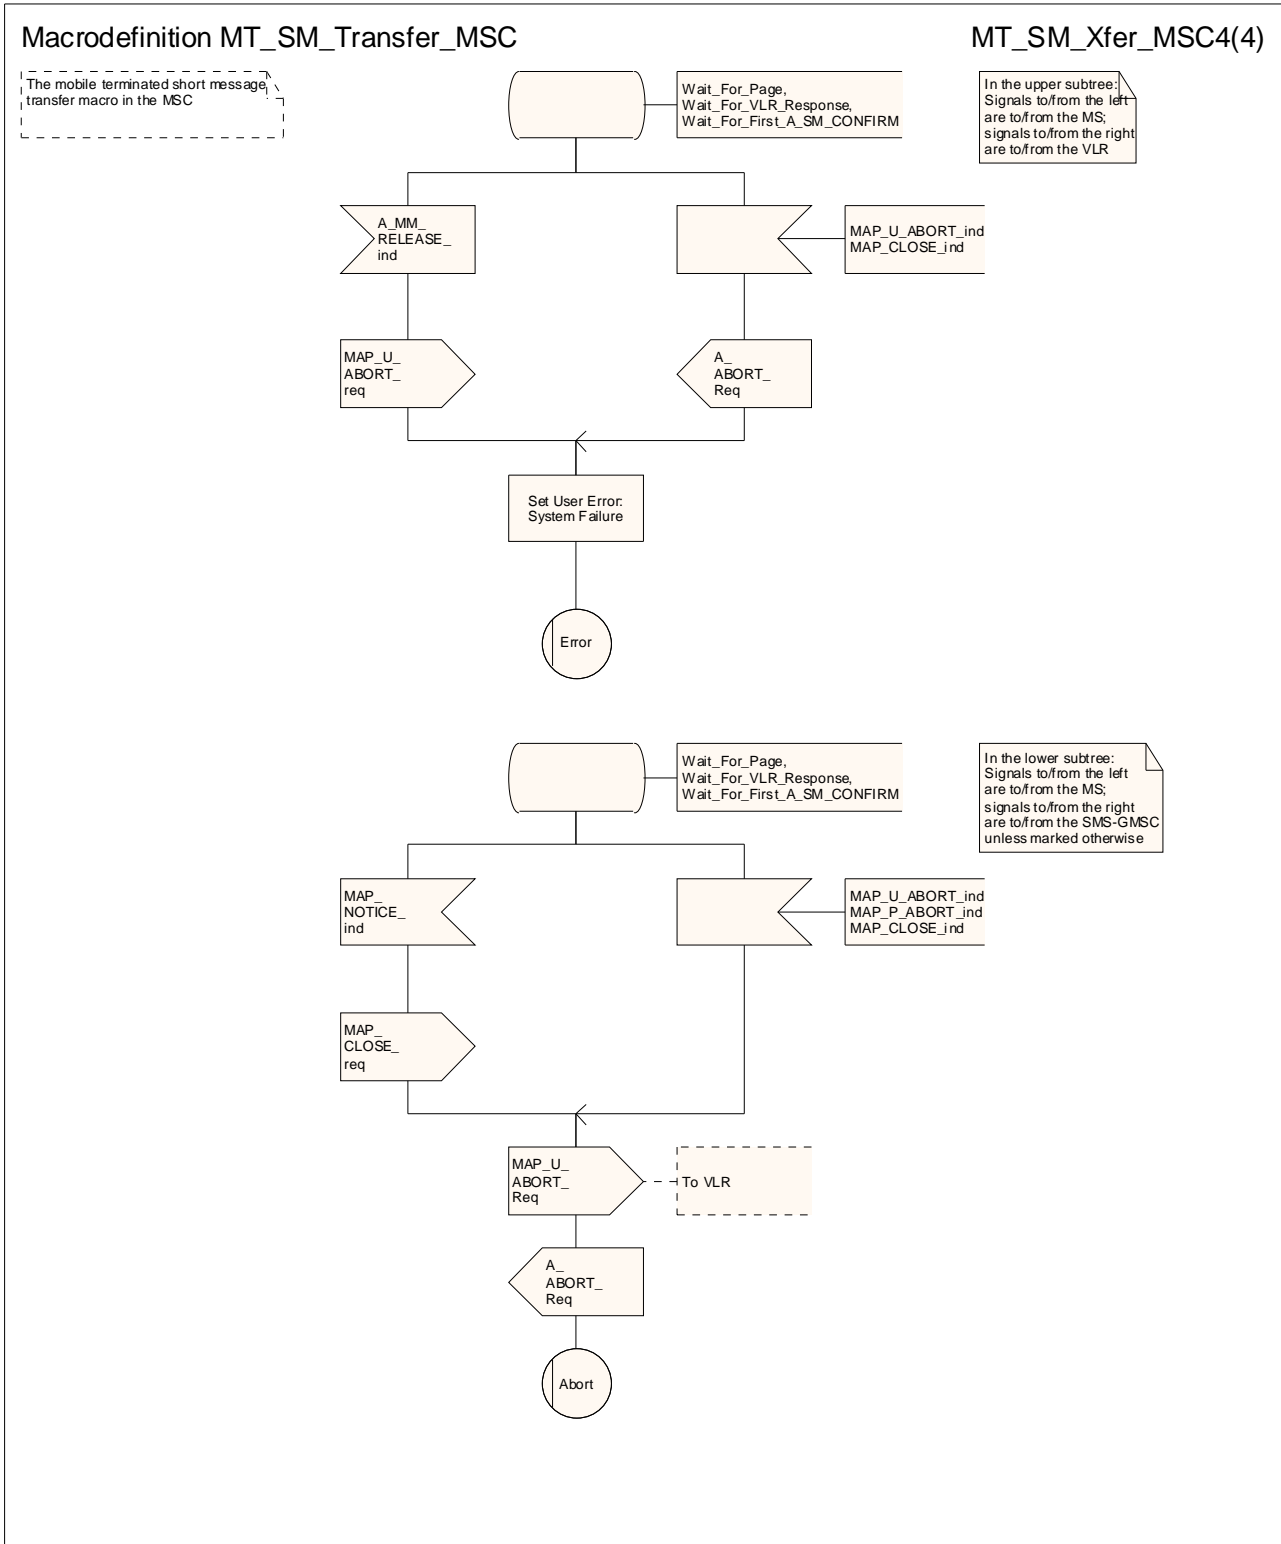 Macrodefinition MT_SM_Transfer_MSC
MT_SM_Xfer_MSC4(4)
The mobile terminated short message
transfer macro in the MSC
Wait_For_Page,
Wait_For_VLR_Response,
Wait_For_First_A_SM_CONFIRM
In the upper subtree:
Signals to/from the left
are to/from the MS;
signals to/from the right
are to/from the VLR
A_MM_
RELEASE_
ind
MAP_U_ABORT_ind
MAP_CLOSE_ind
MAP_U_
ABORT_
req
A_
ABORT_
Req
Set User Error:
System Failure
Error
Wait_For_Page,
Wait_For_VLR_Response,
Wait_For_First_A_SM_CONFIRM
In the lower subtree:
Signals to/from the left
are to/from the MS;
signals to/from the right
are to/from the SMS-GMSC
unless marked otherwise
MAP_
NOTICE_
ind
MAP_U_ABORT_ind
MAP_P_ABORT_ind
MAP_CLOSE_ind
MAP_
CLOSE_
req
MAP_U_
ABORT_
Req
To VLR
A_
ABORT_
Req
Abort